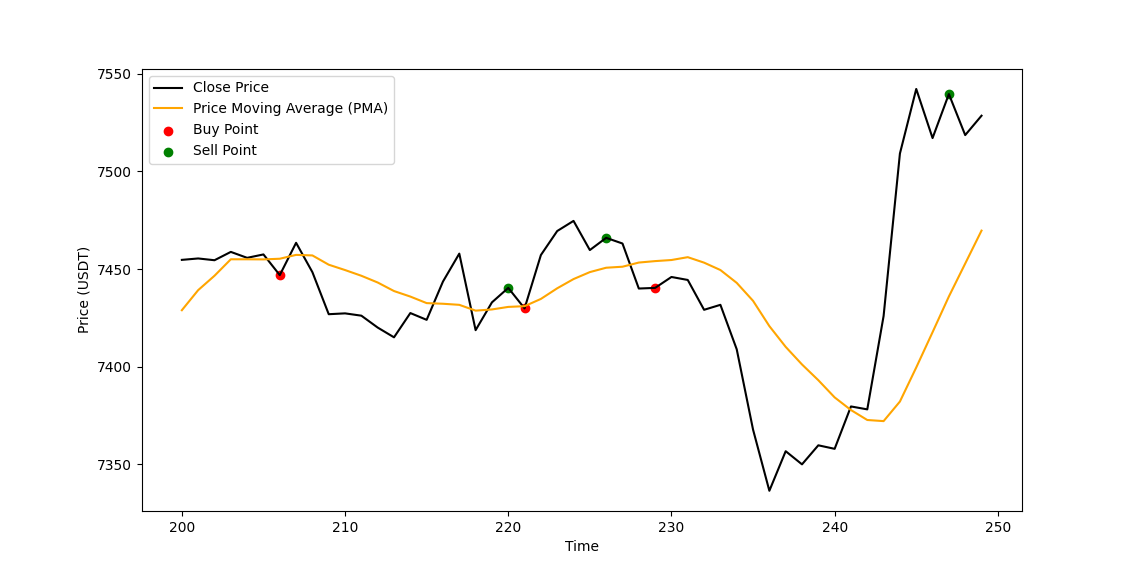 Close Price
Price Moving Average (PMA)
Buy Point
Sell Point
7550
7500
7450
7400
7350
Price (USDT)
200 210 220 230 240 250
Time